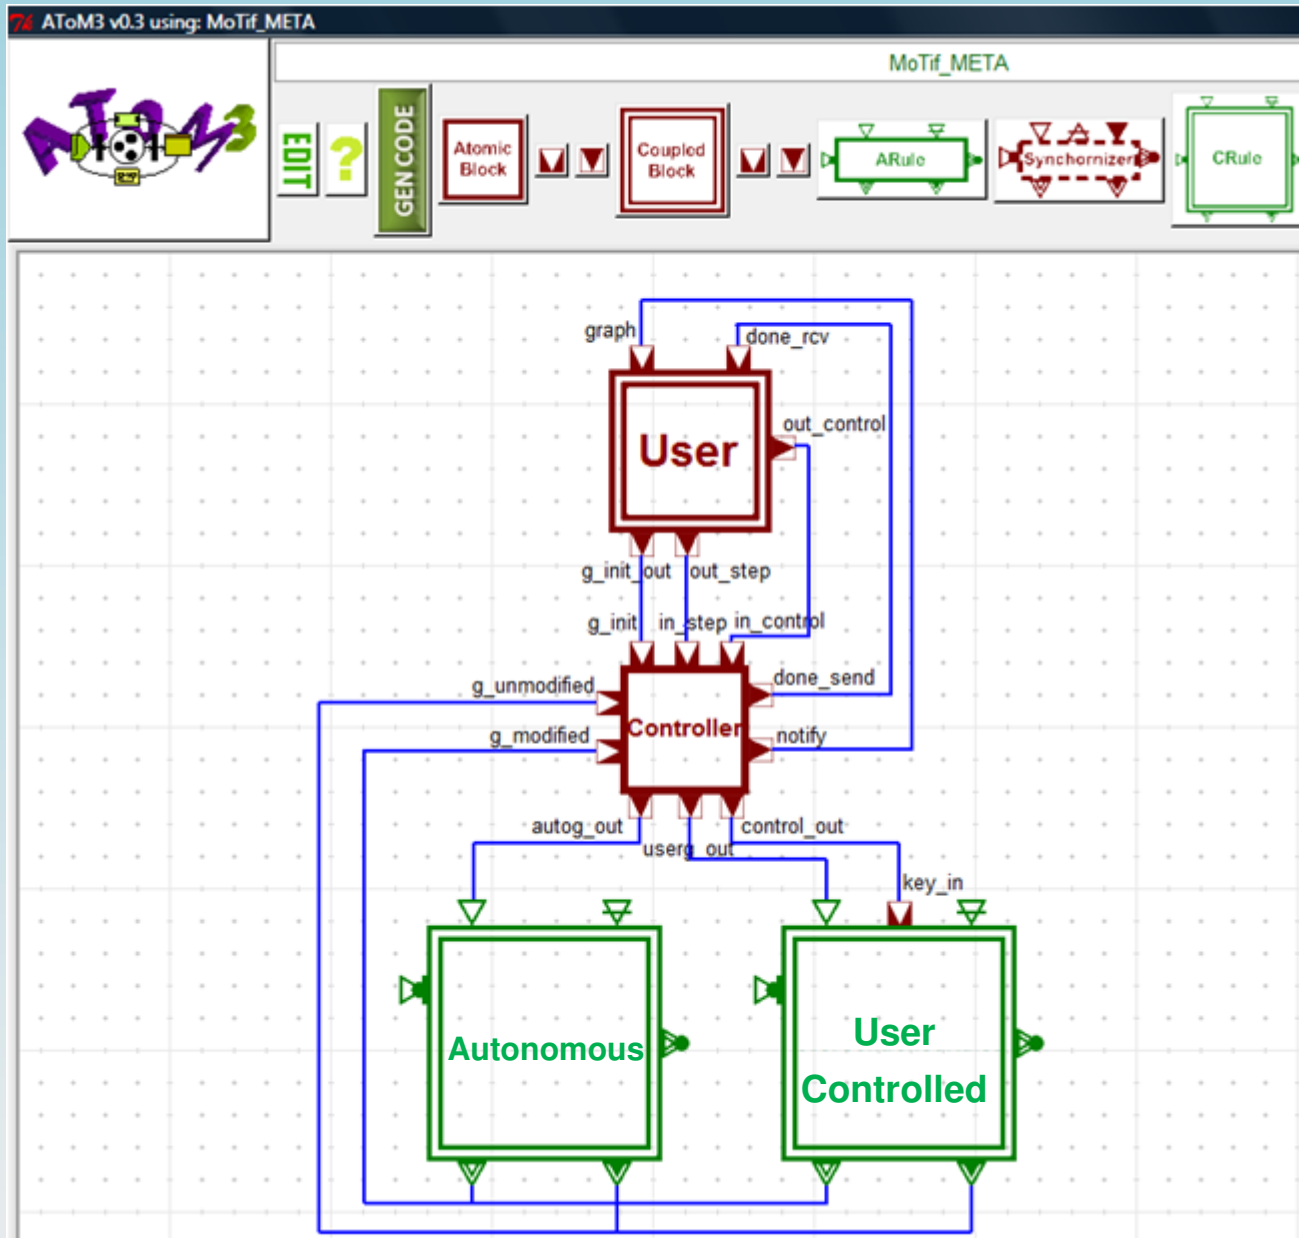 AToM3 v0.3 using: MoTif_META
MoTif_META
AToM3
EDIT
?
GEN CODE
Atomic
Block
Coupled
Block
ARule
Synchornizer
CRule
graph
done_rcv
out_control
User
g_init_out
out_step
g_init
in_step
in_control
g_unmodified
done_send
g_modified
Controller
notify
autog_out
control_out
userg_out
key_in
Autonomous
User
Controlled